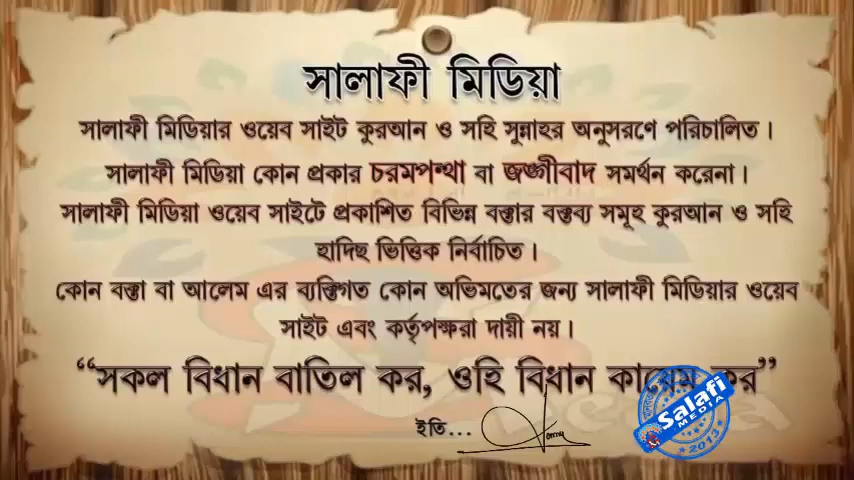 সালাফী মিডিয়া
সালাফী মিডিয়ার ওয়েব সাইট কুরআন ও সহি সুন্নাহর অনুসরণে পরিচালিত।
সালাফী মিডিয়া কোন প্রকার চরমপন্থা বা জঙ্গীবাদ সমর্থন করেনা।
সালাফী মিডিয়া ওয়েব সাইটে প্রকাশিত বিভিন্ন বক্তার বক্তব্য সমূহ কুরআন ও সহি
হাদিছ ভিত্তিক নির্বাচিত।
কোন বক্তা বা আলেম এর ব্যক্তিগত কোন অভিমতের জন্য সালাফী মিডিয়ার ওয়েব
সাইট এবং কর্তৃপক্ষরা দায়ী নয়।
“সকল বিধান বাতিল কর, ওহি বিধান কায়েম কর”
ইতি...
Salafi
MEDIA
2013